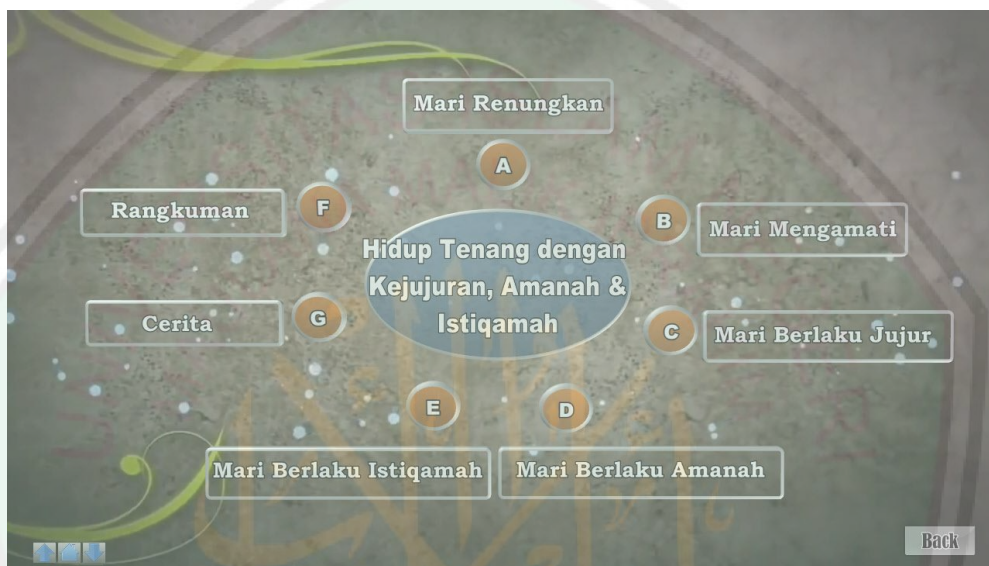 Mari Renungkan
A
Rangkuman
F
B
Mari Mengamati
Hidup Tenang dengan
Kejujuran, Amanah &
Istiqamah
Cerita
G
C
Mari Berlaku Jujur
E
D
Mari Berlaku Istiqamah
Mari Berlaku Amanah
Back